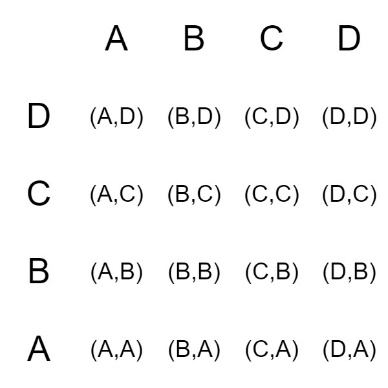 A B C D
D (A,D) (B,D) (C,D) (D,D)
C (A,C) (B,C) (C,C) (D,C)
B (A,B) (B,B) (C,B) (D,B)
A (A,A) (B,A) (C,A) (D,A)